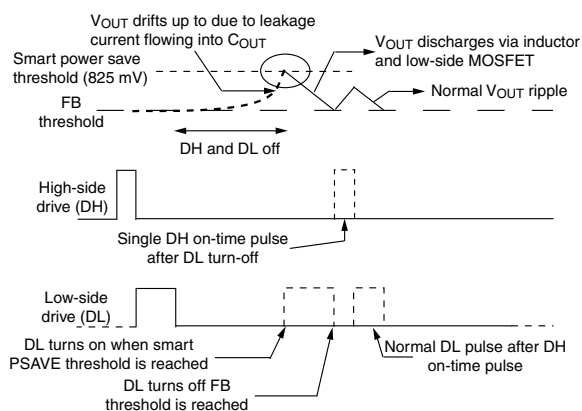 VOUT drifts up to due to leakage
current flowing into COUT
Smart power save
threshold (825 mV)
VOUT discharges via inductor
and low-side MOSFET
FB
threshold
Normal VOUT ripple
DH and DL off
High-side
drive (DH)
Single DH on-time pulse
after DL turn-off
Low-side
drive (DL)
DL turns on when smart
PSAVE threshold is reached
Normal DL pulse after DH
on-time pulse
DL turns off FB
threshold is reached